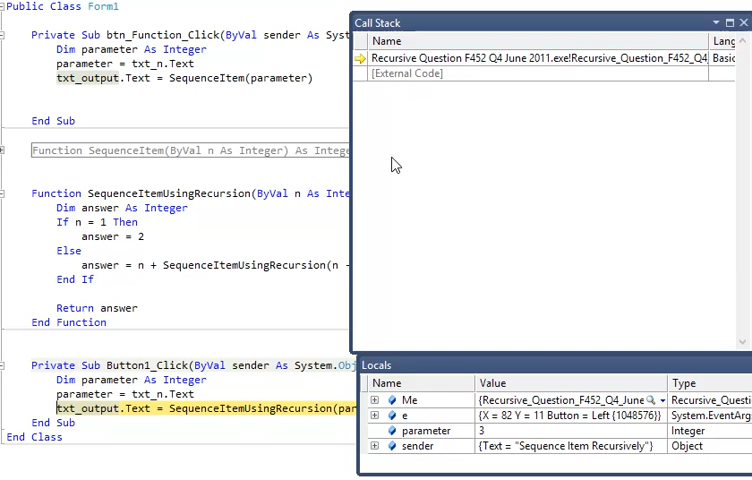 Public Class Form1
Private Sub btn_Function_Click(ByVal sender As Sys
Dim parameter As Integer
parameter = txt_n.Text
txt_output.Text = SequenceItem(parameter)
End Sub
Function SequenceItem(ByVal n As Integer) As Intege
Function SequenceItemUsingRecursion(ByVal n As Inte
Dim answer As Integer
If n = 1 Then
answer = 2
Else
answer = n + SequenceItemUsingRecursion(n -
End If
Return answer
End Function
Private Sub Button1_Click(ByVal sender As System.Obj
Dim parameter As Integer
parameter = txt_n.Text
txt_output.Text = SequenceItemUsingRecursion(par
End Sub
End Class
Call Stack
Name Lang
Recursive Question F452 Q4 June 2011.exe!Recursive_Question_F452_Q4_ Basic
[External Code]
Locals
Name Value Type
Me {Recursive_Question_F452_Q4_June Recursive_Questi
e {X = 82 Y = 11 Button = Left {1048576}} System.EventArg
parameter 3 Integer
sender {Text = "Sequence Item Recursively"} Object